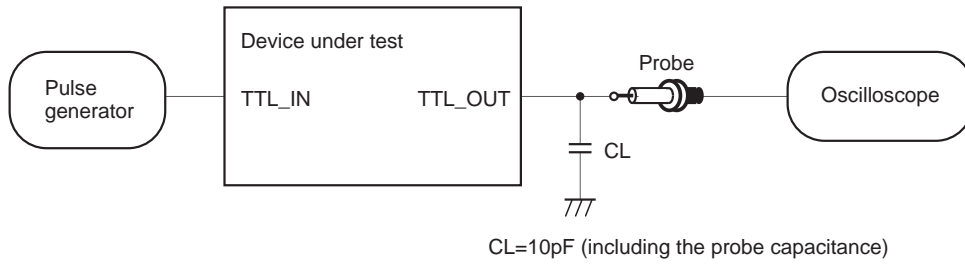 Device under test
Pulse
generator
TTL_IN
TTL_OUT
Probe
Oscilloscope
CL
CL=10pF (including the probe capacitance)